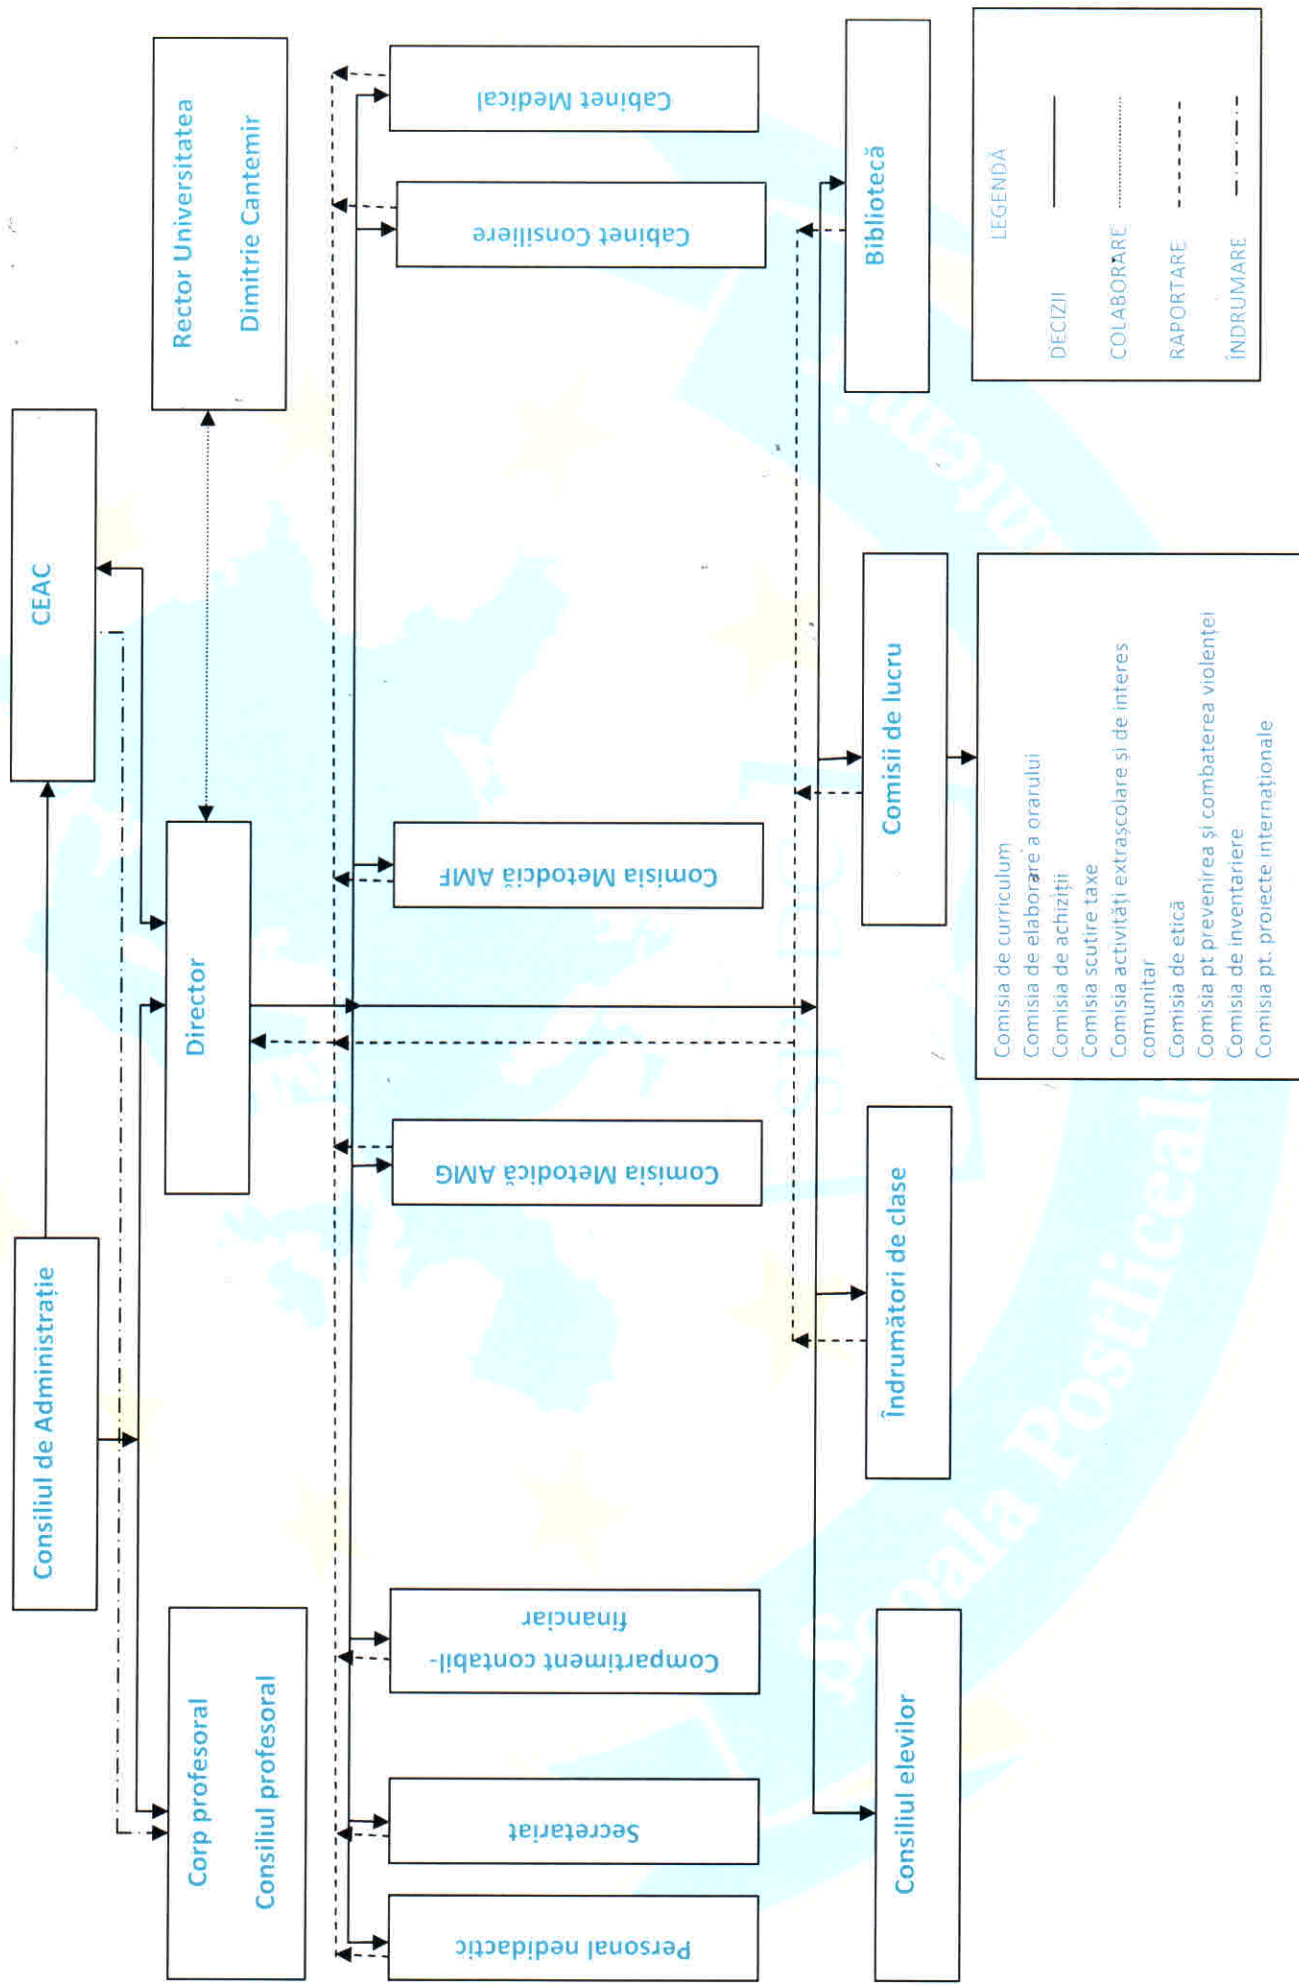 Consiliul de Administrație
CEAC
Corp profesoral
Consiliul profesoral
Director
Rector Universitatea
Dimitrie Cantemir
Personal nedidactic
Secretariat
Compartiment contabil-
financiar
Comisia Metodică AMG
Comisia Metodciă AMF
Cabinet Consiliere
Cabinet Medical
Consiliul elevilor
Îndrumători de clase
Comisii de lucru
Bibliotecă
Comisia de curriculum
Comisia de elaborare a orarului
Comisia de achiziții
Comisia scutire taxe
Comisia activități extrașcolare și de interes
comunitar
Comisia de etică
Comisia pt prevenirea și combaterea violenței
Comisia de inventariere
Comisia pt. proiecte internaționale
LEGENDĂ
DECIZII
COLABORARE
RAPORTARE
ÎNDRUMARE
Școala Postliceală